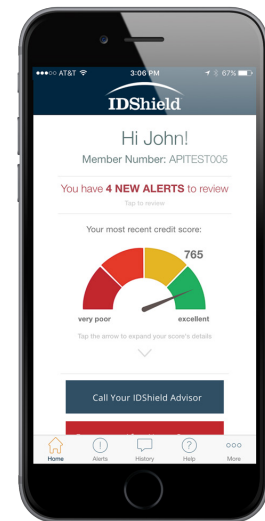 ●●●○○ AT&T 3:06 PM 67%
IDShield
Hi John!
Member Number: APITEST005
You have 4 NEW ALERTS to review
Tap to review
Your most recent credit score:
765
very poor excellent
Tap the arrow to expand your score's details
Call Your IDShield Advisor
Home Alerts History Help More